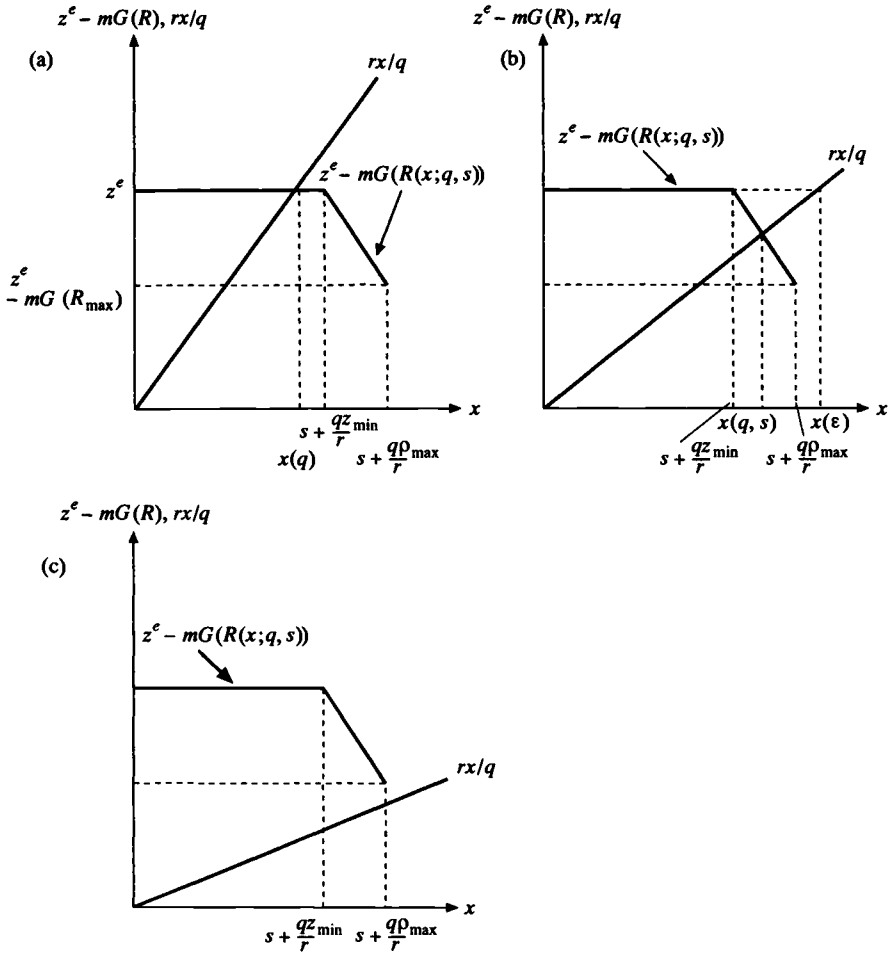 z^e – mG(R), rx/q
(a)
rx/q
z^e – mG(R(x; q, s))
z^e
z^e
– mG (R_max)
x
s + qz_min/r
x(q)
s + qρ_max/r
z^e – mG(R), rx/q
(b)
z^e – mG(R(x; q, s))
rx/q
x
x(q, s)
x(ε)
s + qz_min/r
s + qρ_max/r
z^e – mG(R), rx/q
(c)
z^e – mG(R(x; q, s))
rx/q
x
s + qz_min/r
s + qρ_max/r